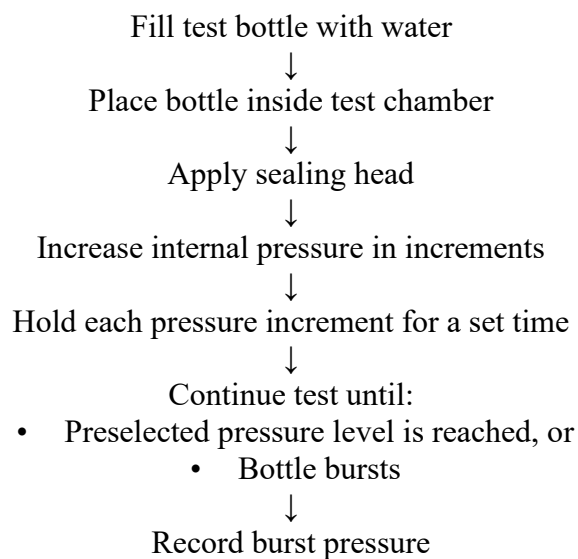 Fill test bottle with water
↓
Place bottle inside test chamber
↓
Apply sealing head
↓
Increase internal pressure in increments
↓
Hold each pressure increment for a set time
↓
Continue test until:
• Preselected pressure level is reached, or
• Bottle bursts
↓
Record burst pressure